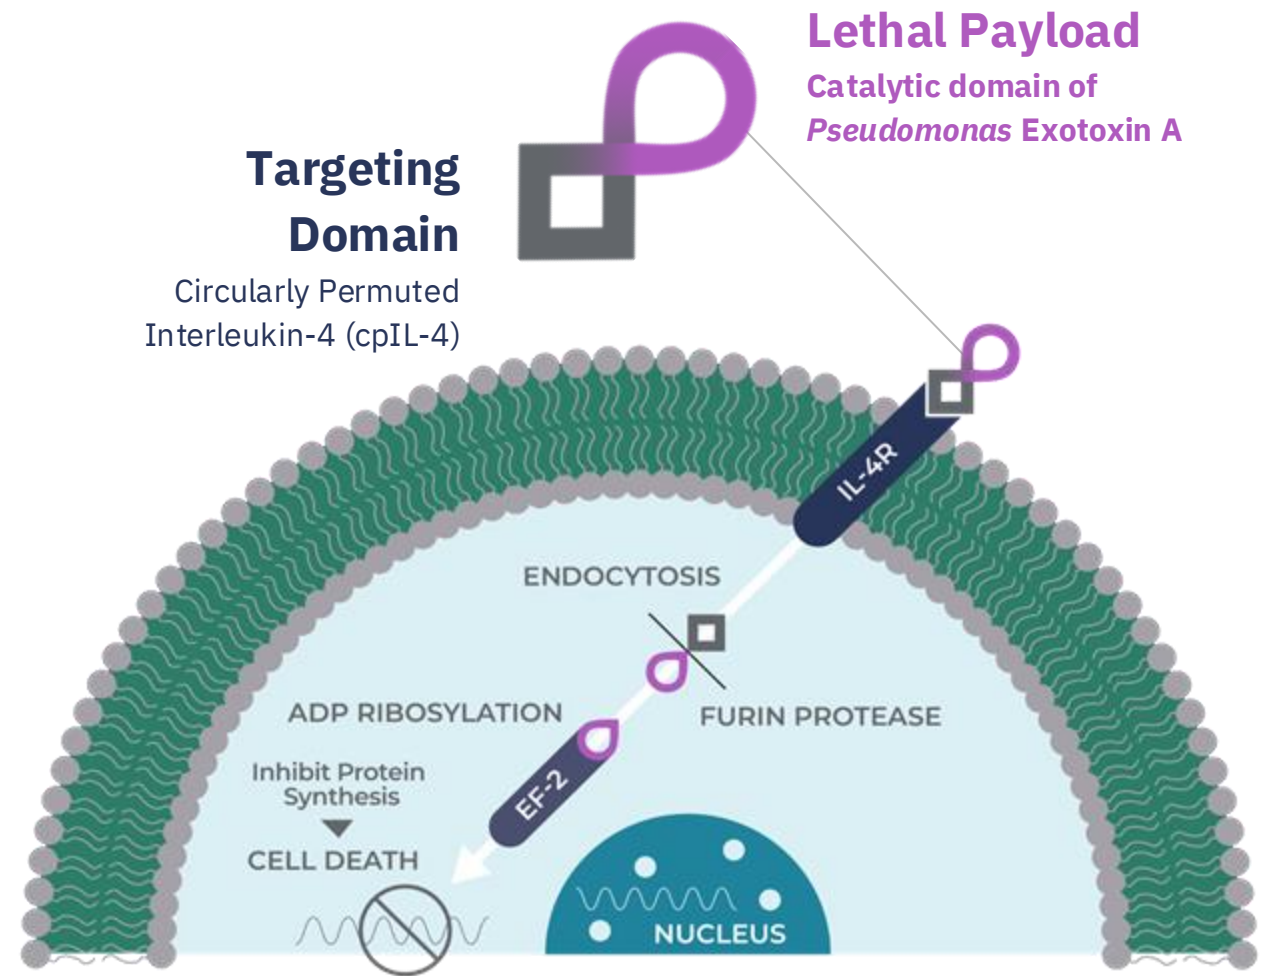 Lethal Payload
Catalytic domain of
Pseudomonas Exotoxin A
Targeting
Domain
Circularly Permuted
Interleukin-4 (cpIL-4)
IL-4R
ENDOCYTOSIS
ADP RIBOSYLATION
FURIN PROTEASE
Inhibit Protein
Synthesis
EF-2
CELL DEATH
NUCLEUS